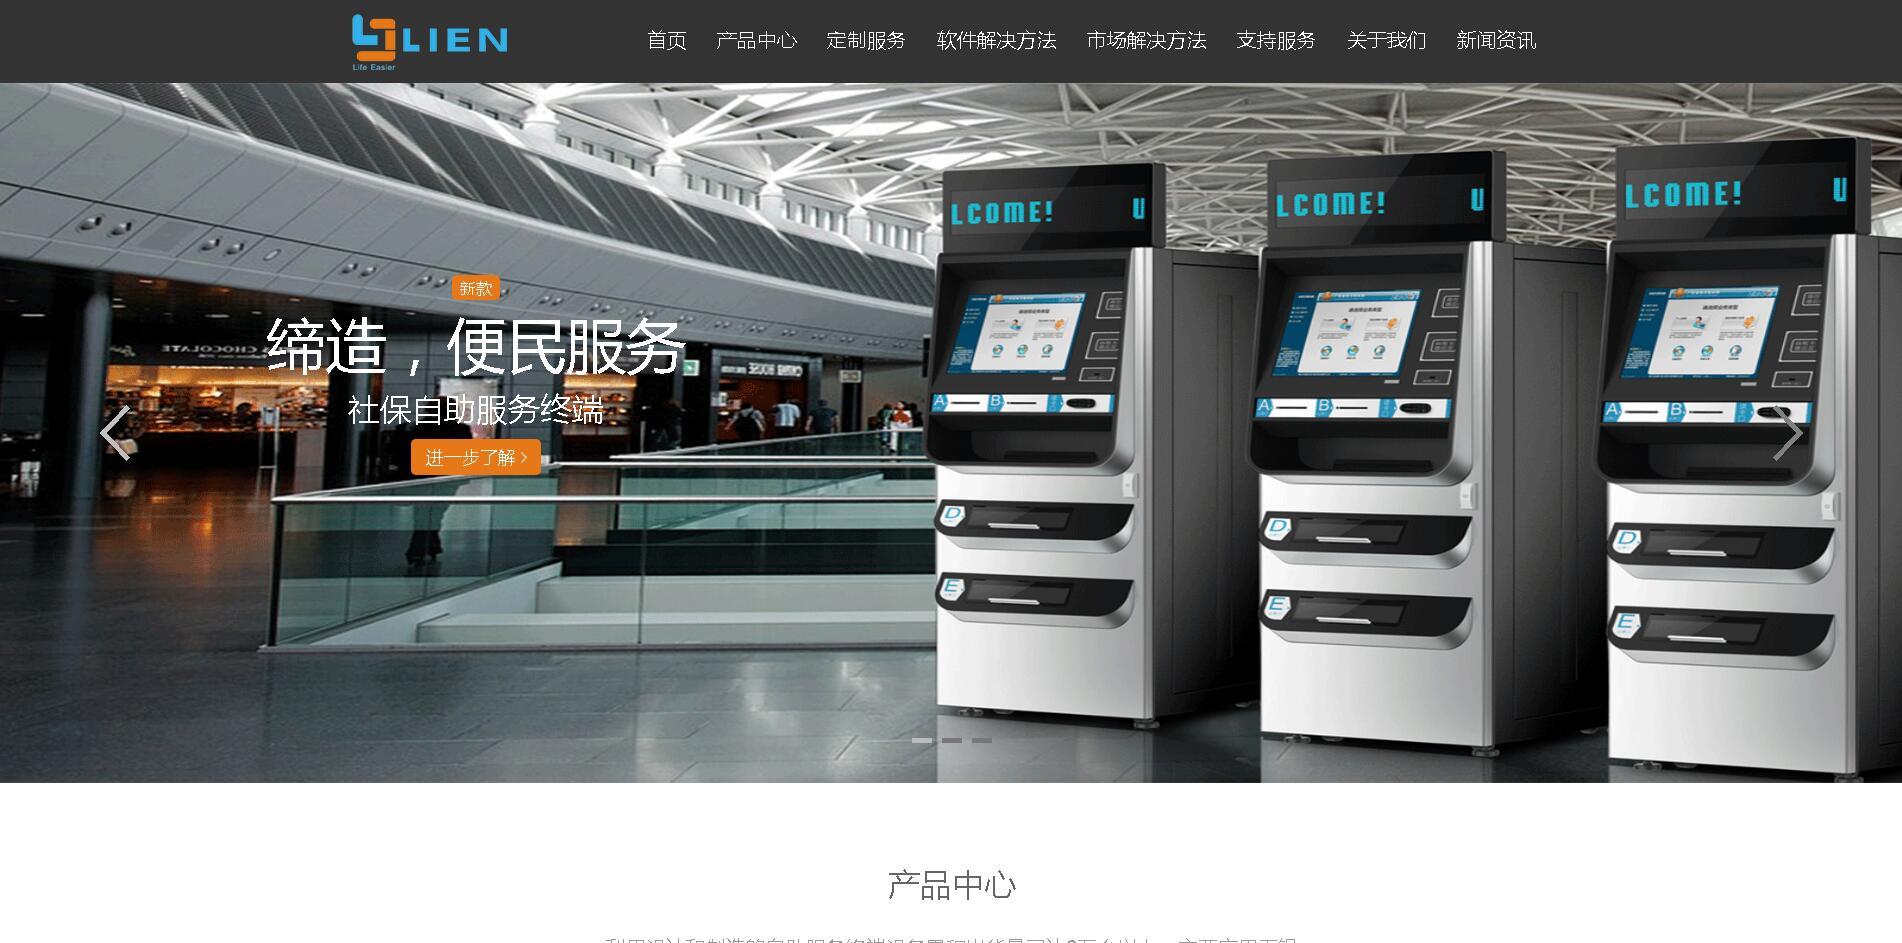 LIEN
Life Easier
首页 产品中心 定制服务 软件解决方法 市场解决方法 支持服务 关于我们 新闻资讯
LCOME! U
LCOME! U
LCOME! U
新款
缔造，便民服务
社保自助服务终端
进一步了解 >
A B
A B
A B
D
D
D
E
E
E
CHOCOLATE
产品中心